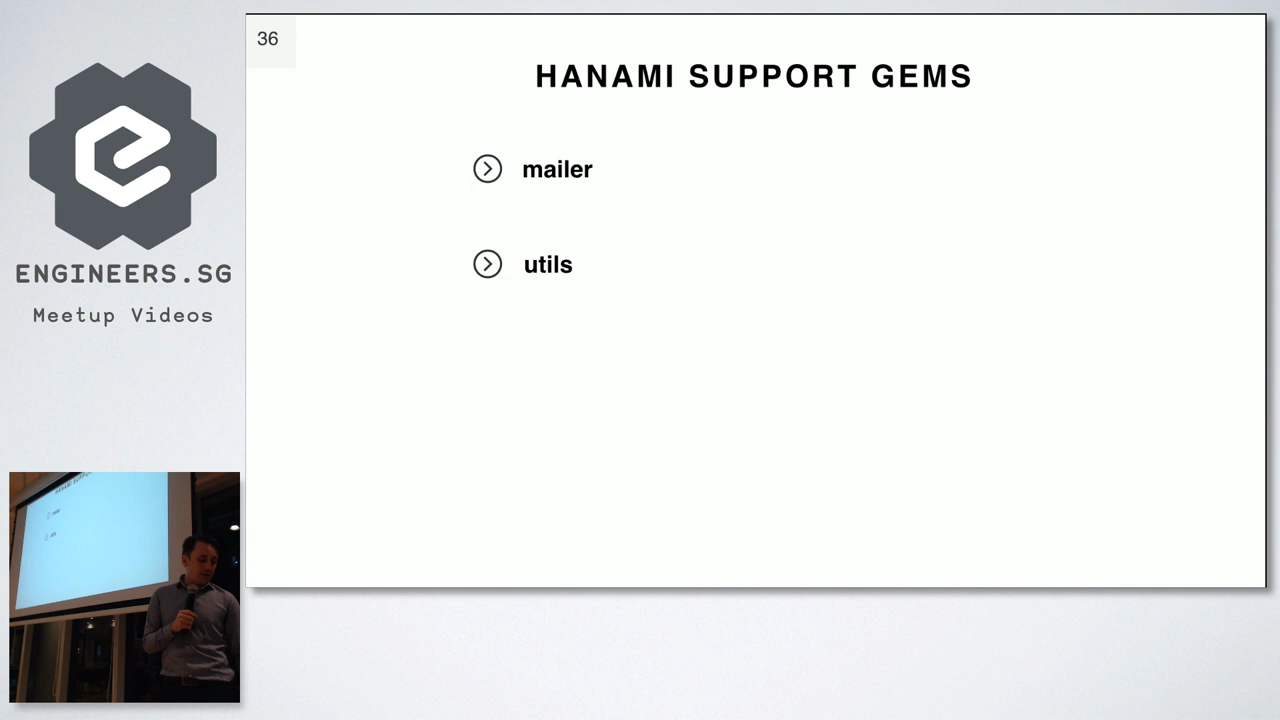 36
HANAMI SUPPORT GEMS
mailer
utils
ENGINEERS.SG
Meetup Videos